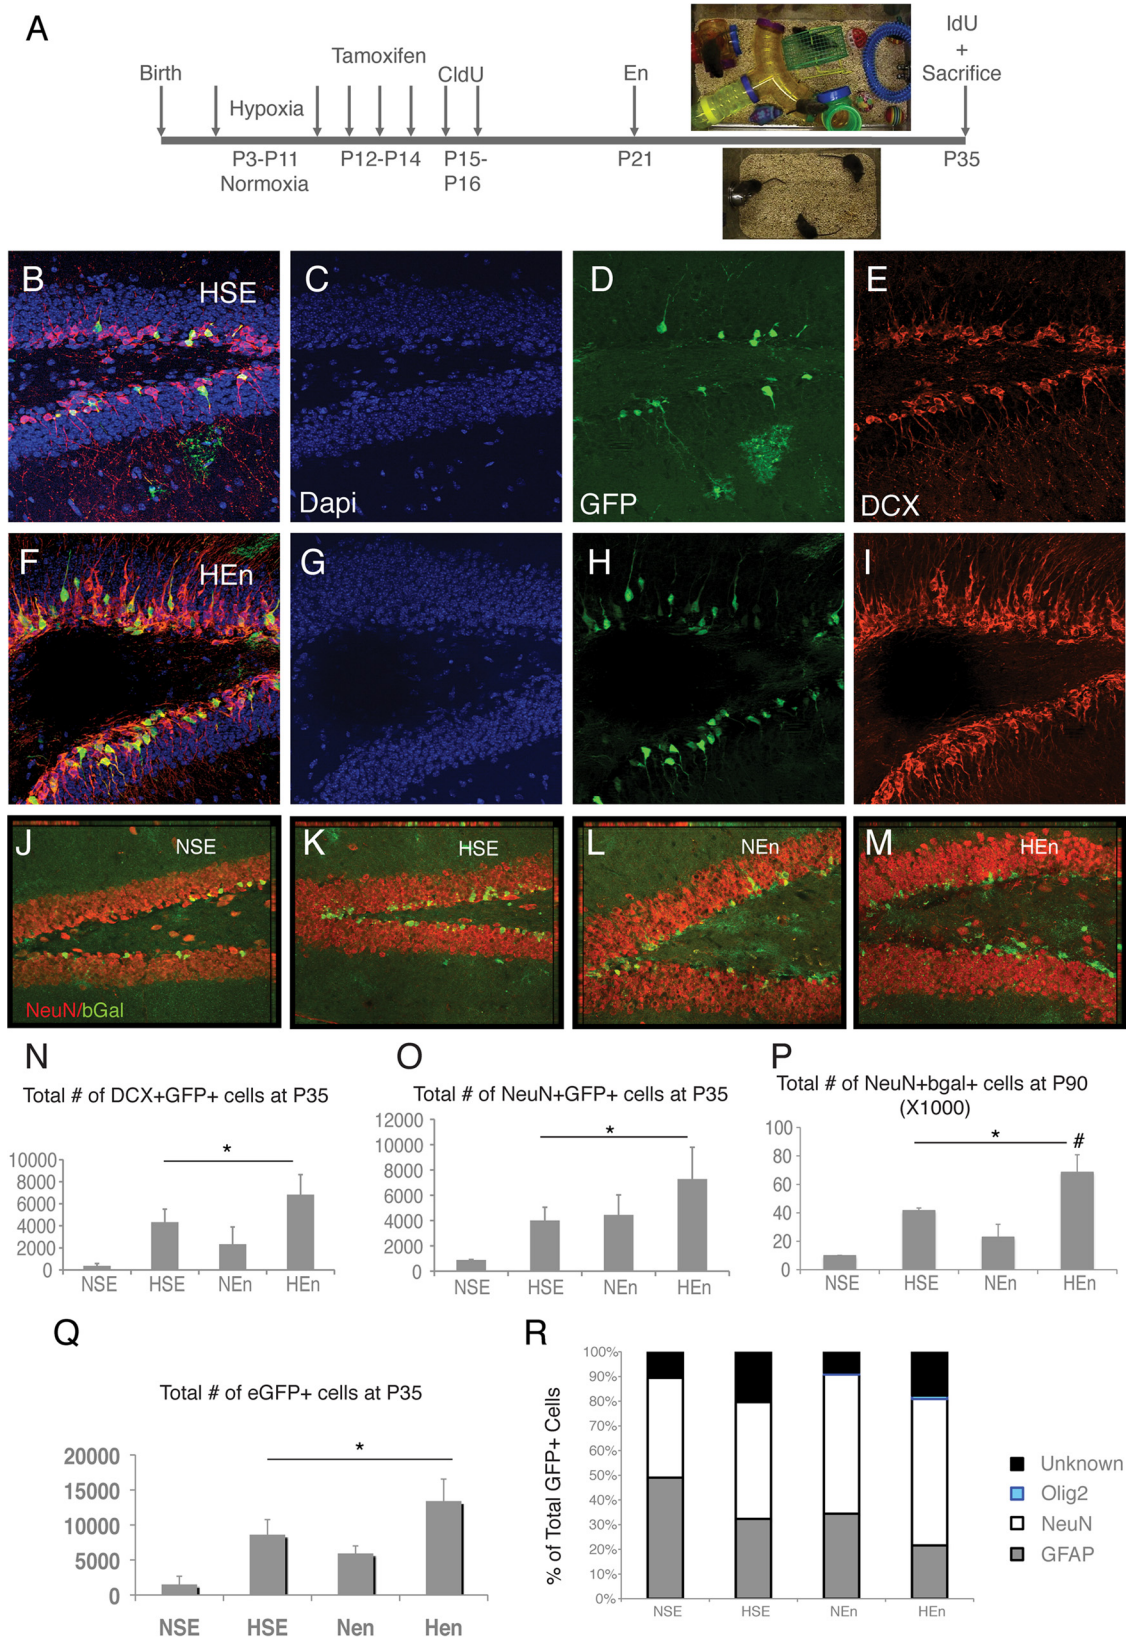 A
Birth
Hypoxia
Tamoxifen
CldU
En
IdU
+
Sacrifice
P3-P11
Normoxia
P12-P14
P15-
P16
P21
P35
B
HSE
C
Dapi
D
GFP
E
DCX
F
HEn
G
H
I
J
NSE
NeuN/bGal
K
HSE
L
NEn
M
HEn
N
Total # of DCX+GFP+ cells at P35
10000
8000
6000
4000
2000
0
NSE HSE NEn HEn
*
O
Total # of NeuN+GFP+ cells at P35
12000
10000
8000
6000
4000
2000
0
NSE HSE NEn HEn
*
P
Total # of NeuN+bgal+ cells at P90
(X1000)
100
80
60
40
20
0
NSE HSE NEn HEn
* #
Q
Total # of eGFP+ cells at P35
20000
15000
10000
5000
0
NSE HSE Nen Hen
*
R
% of Total GFP+ Cells
100%
90%
80%
70%
60%
50%
40%
30%
20%
10%
0%
NSE HSE NEn HEn
Unknown
Olig2
NeuN
GFAP